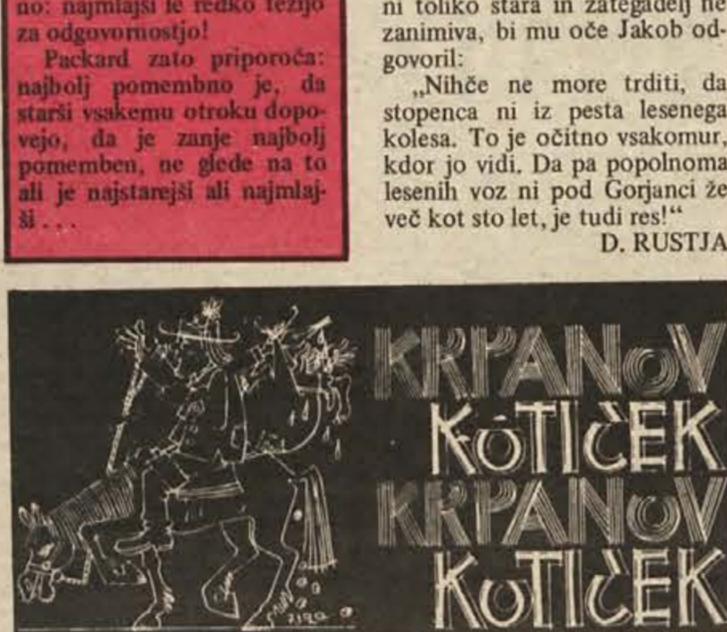 no: najmlajši le redko težijo
za odgovornostjo!
Packard zato priporoča:
najbolj pomembno je, da
starši vsakemu otroku dopo-
vejo, da je zanje najbolj
pomemben, ne glede na to
ali je najstarejši ali najmlaj-
ši . . .
ni toliko stara in zategadelj ne
zanimiva, bi mu oče Jakob od-
govoril:
„Nihče ne more trditi, da
stopenca ni iz pesta lesenega
kolesa. To je očitno vsakomur,
kdor jo vidi. Da pa popolnoma
lesenih voz ni pod Gorjanci že
več kot sto let, je tudi res!“
D. RUSTJA
KRPANOV
KOTIČEK
KRPANOV
KOTIČEK